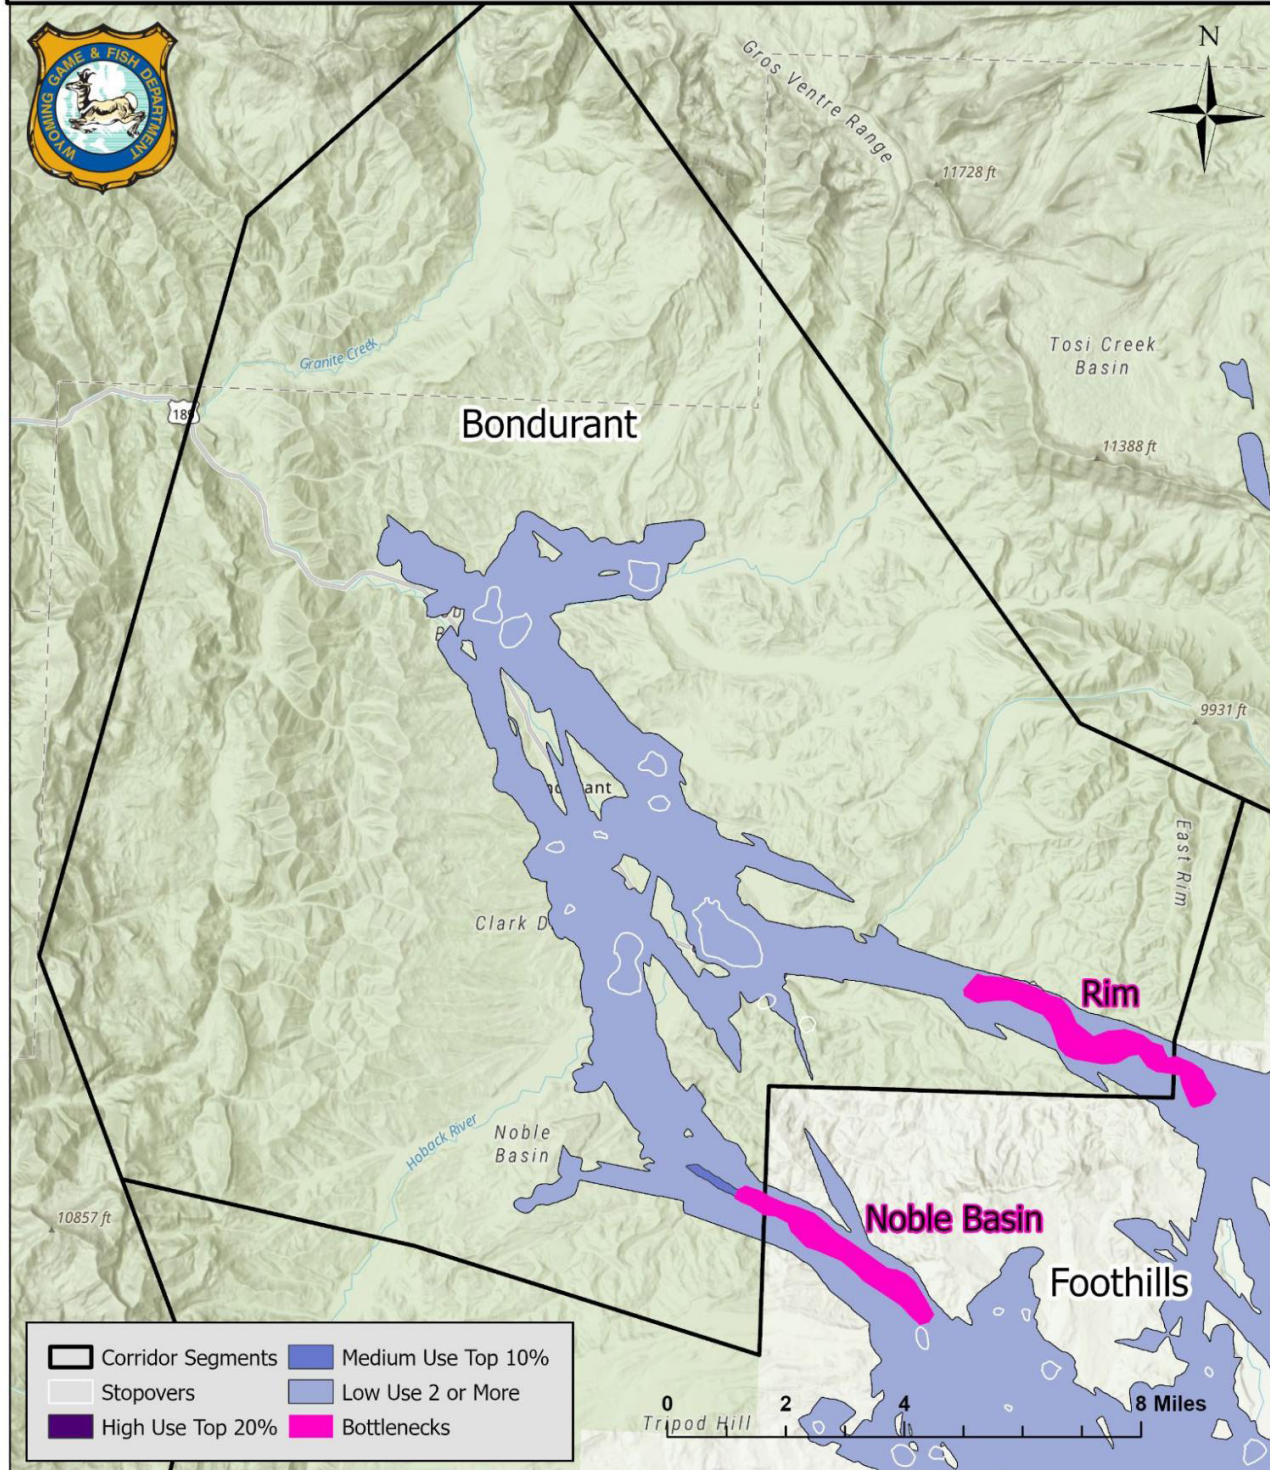 WYOMING GAME & FISH DEPARTMENT
N
Gros Ventre Range
11728 ft
Tosi Creek
Basin
Granite Creek
189
Bondurant
11388 ft
9931 ft
East Rim
Clark D
Rim
Hoback River
Noble
Basin
10857 ft
Noble Basin
Foothills
Corridor Segments
Stopovers
High Use Top 20%
Medium Use Top 10%
Low Use 2 or More
Bottlenecks
0 2 4 8 Miles
Tripod Hill